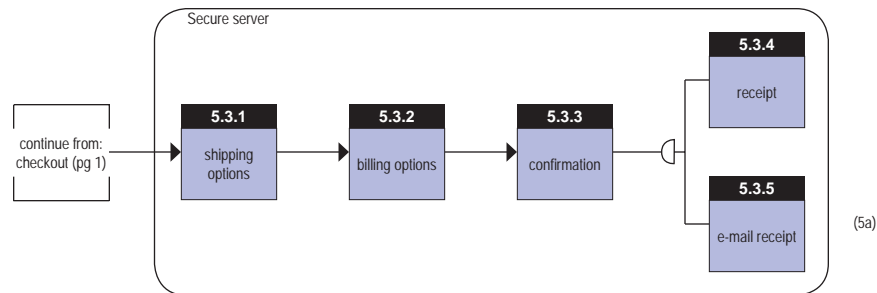 Secure server
continue from:
checkout (pg 1)
5.3.1
shipping
options
5.3.2
billing options
5.3.3
confirmation
5.3.4
receipt
5.3.5
e-mail receipt
(5a)